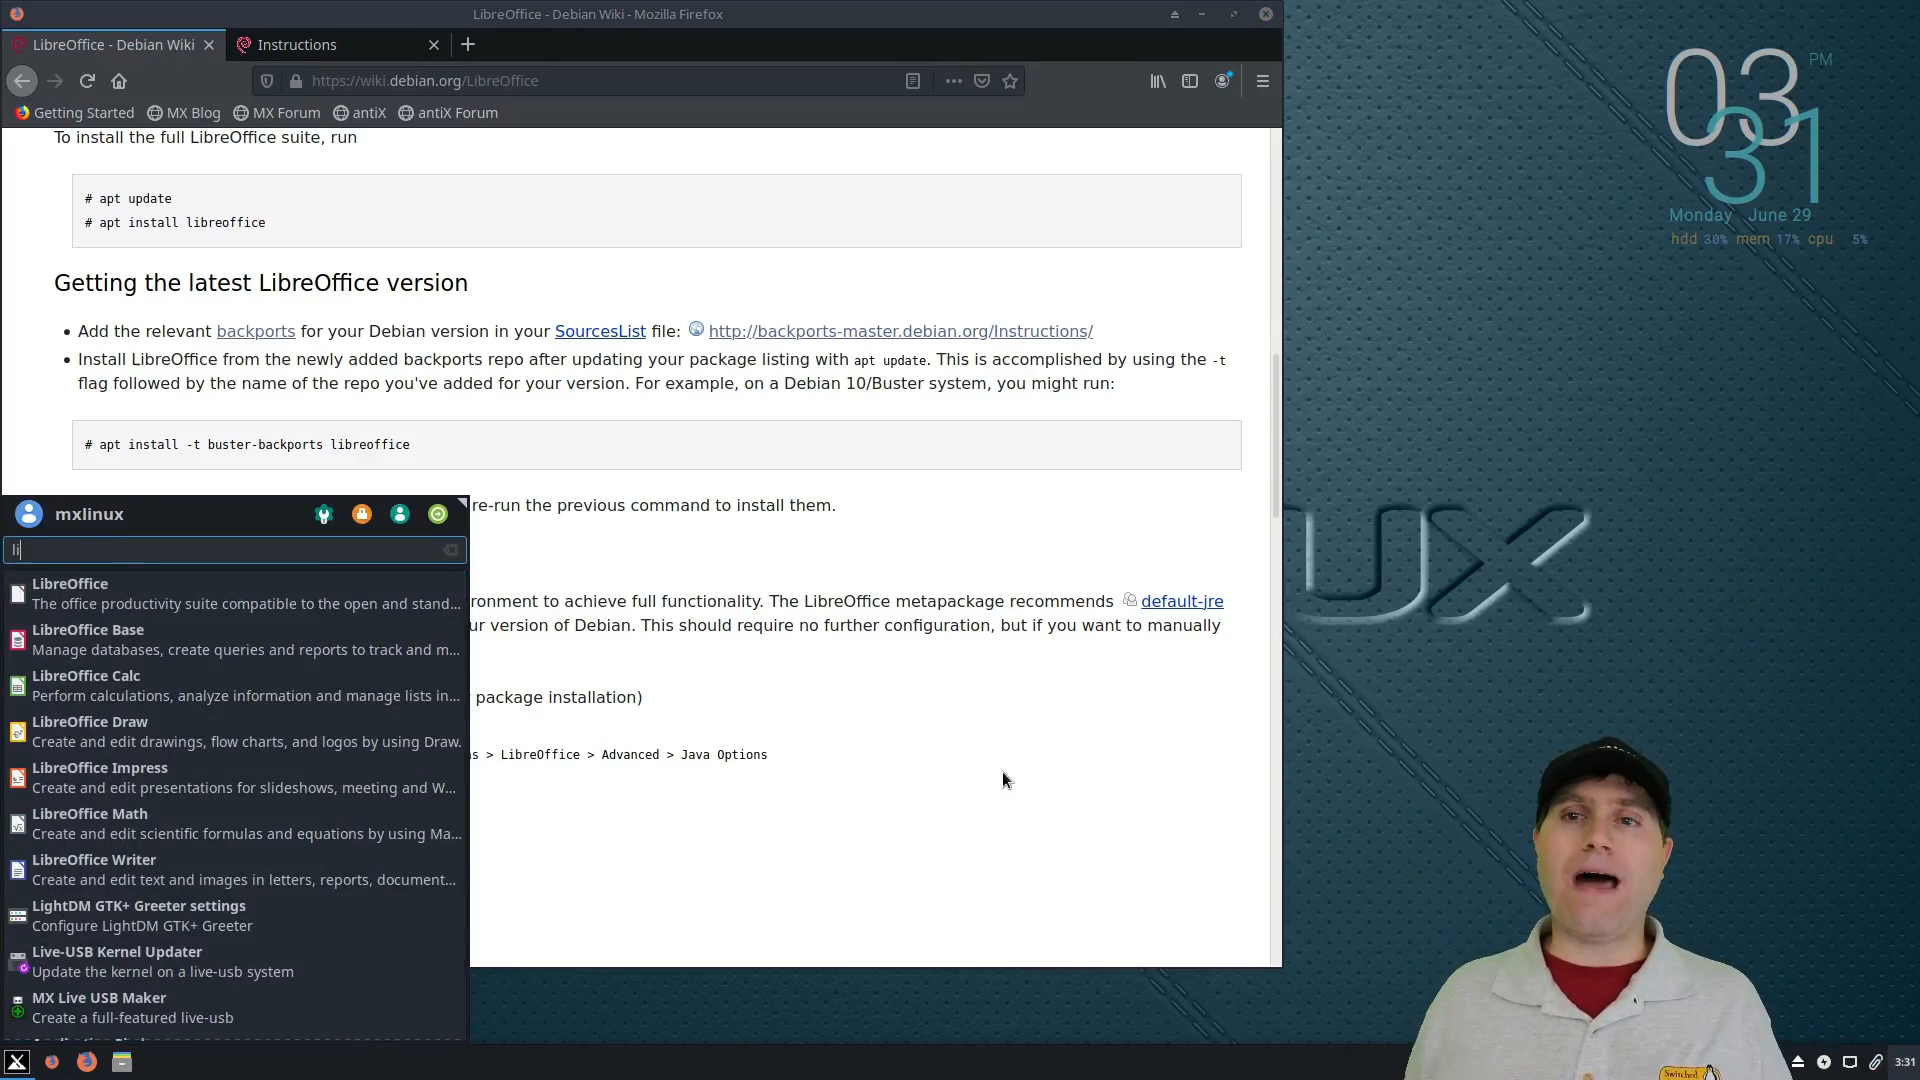 LibreOffice - Debian Wiki - Mozilla Firefox
LibreOffice - Debian Wiki
Instructions
https://wiki.debian.org/LibreOffice
Getting Started
MX Blog
MX Forum
antiX
antiX Forum
To install the full LibreOffice suite, run
# apt update
# apt install libreoffice
Getting the latest LibreOffice version
Add the relevant backports for your Debian version in your SourcesList file: http://backports-master.debian.org/Instructions/
Install LibreOffice from the newly added backports repo after updating your package listing with apt update. This is accomplished by using the -t
flag followed by the name of the repo you've added for your version. For example, on a Debian 10/Buster system, you might run:
# apt install -t buster-backports libreoffice
re-run the previous command to install them.
ronment to achieve full functionality. The LibreOffice metapackage recommends default-jre
ur version of Debian. This should require no further configuration, but if you want to manually
package installation)
s > LibreOffice > Advanced > Java Options
mxlinux
li
LibreOffice
The office productivity suite compatible to the open and stand...
LibreOffice Base
Manage databases, create queries and reports to track and m...
LibreOffice Calc
Perform calculations, analyze information and manage lists in...
LibreOffice Draw
Create and edit drawings, flow charts, and logos by using Draw.
LibreOffice Impress
Create and edit presentations for slideshows, meeting and W...
LibreOffice Math
Create and edit scientific formulas and equations by using Ma...
LibreOffice Writer
Create and edit text and images in letters, reports, document...
LightDM GTK+ Greeter settings
Configure LightDM GTK+ Greeter
Live-USB Kernel Updater
Update the kernel on a live-usb system
MX Live USB Maker
Create a full-featured live-usb
03 PM
31
Monday June 29
hdd 30% mem 17% cpu 5%
UX
Switched
3:31